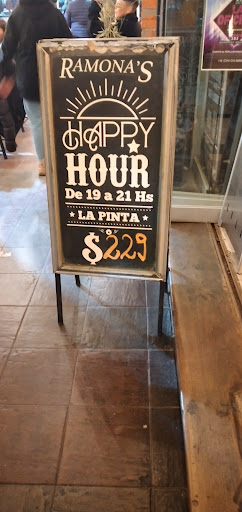 RAMONA'S
HAPPY
HOUR
De 19 a 21 Hs
LA PINTA
$229